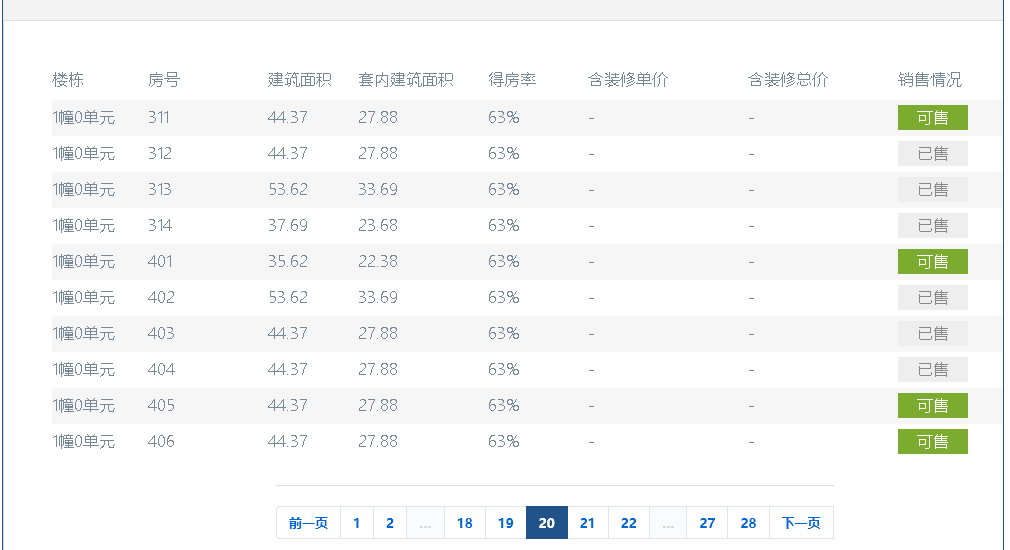 楼栋 房号 建筑面积 套内建筑面积 得房率 含装修单价 含装修总价 销售情况
1幢0单元 311 44.37 27.88 63% - - 可售
1幢0单元 312 44.37 27.88 63% - - 已售
1幢0单元 313 53.62 33.69 63% - - 已售
1幢0单元 314 37.69 23.68 63% - - 已售
1幢0单元 401 35.62 22.38 63% - - 可售
1幢0单元 402 53.62 33.69 63% - - 已售
1幢0单元 403 44.37 27.88 63% - - 已售
1幢0单元 404 44.37 27.88 63% - - 已售
1幢0单元 405 44.37 27.88 63% - - 可售
1幢0单元 406 44.37 27.88 63% - - 可售
前一页 1 2 ... 18 19 20 21 22 ... 27 28 下一页